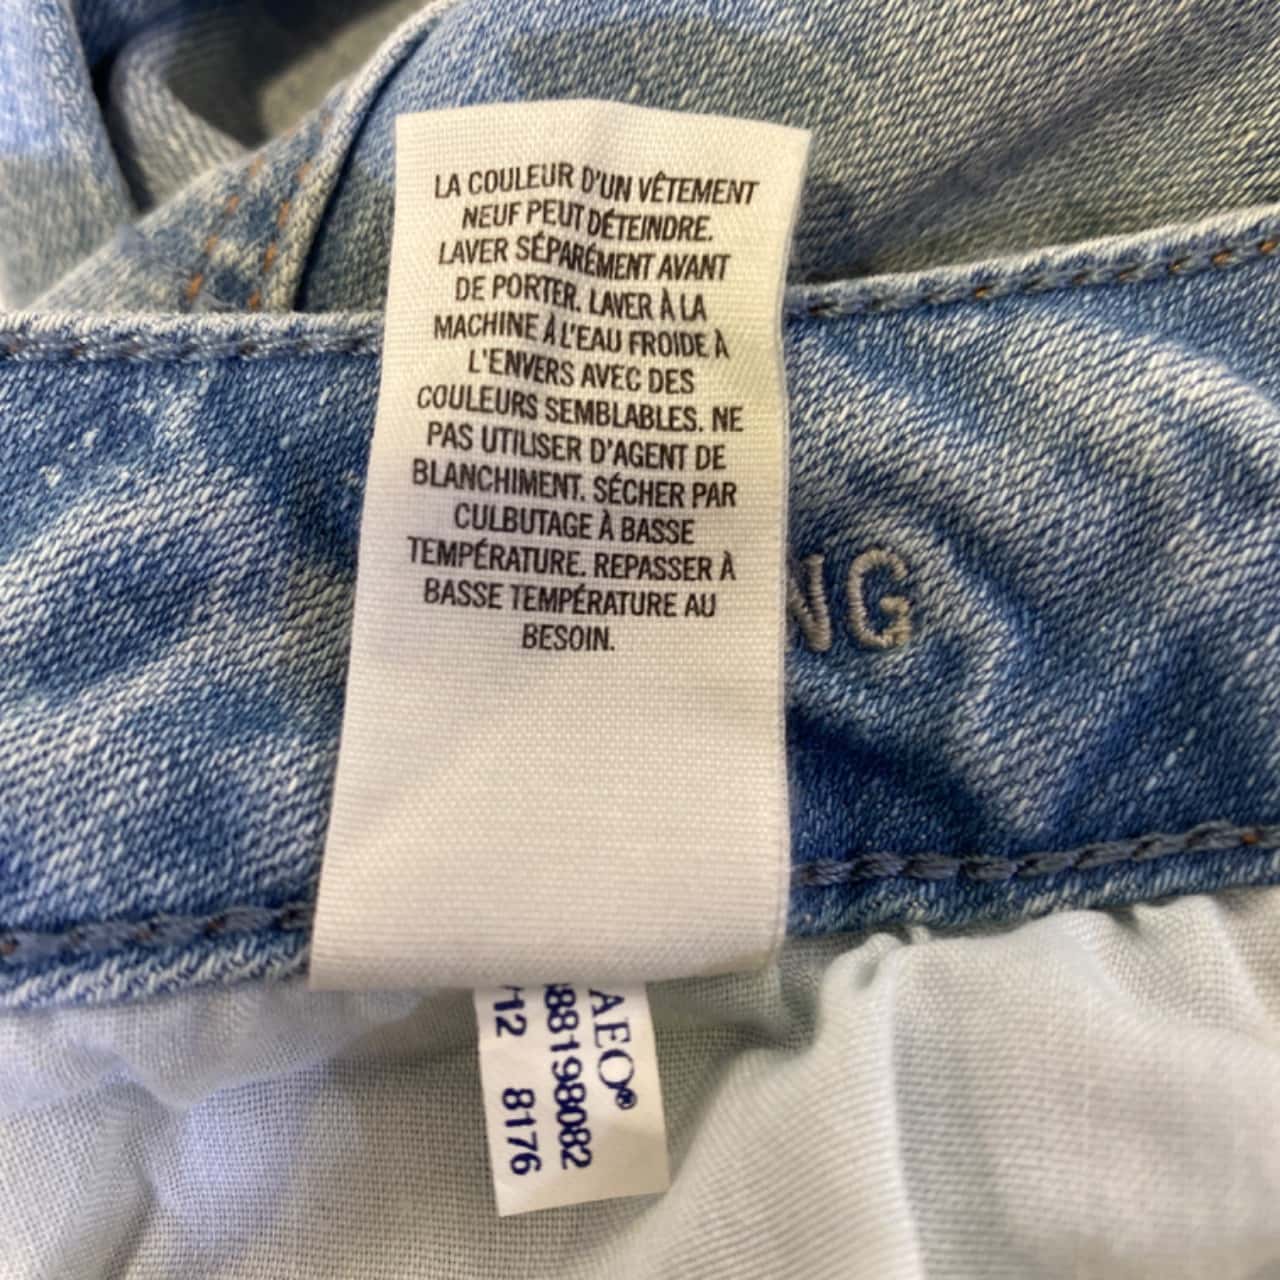 LA COULEUR D'UN VÊTEMENT
NEUF PEUT DÉTEINDRE.
LAVER SÉPARÉMENT AVANT
DE PORTER. LAVER À LA
MACHINE À L'EAU FROIDE À
L'ENVERS AVEC DES
COULEURS SEMBLABLES. NE
PAS UTILISER D'AGENT DE
BLANCHIMENT. SÉCHER PAR
CULBUTAGE À BASSE
TEMPÉRATURE. REPASSER À
BASSE TEMPÉRATURE AU
BESOIN.
NG
AEO®
8176